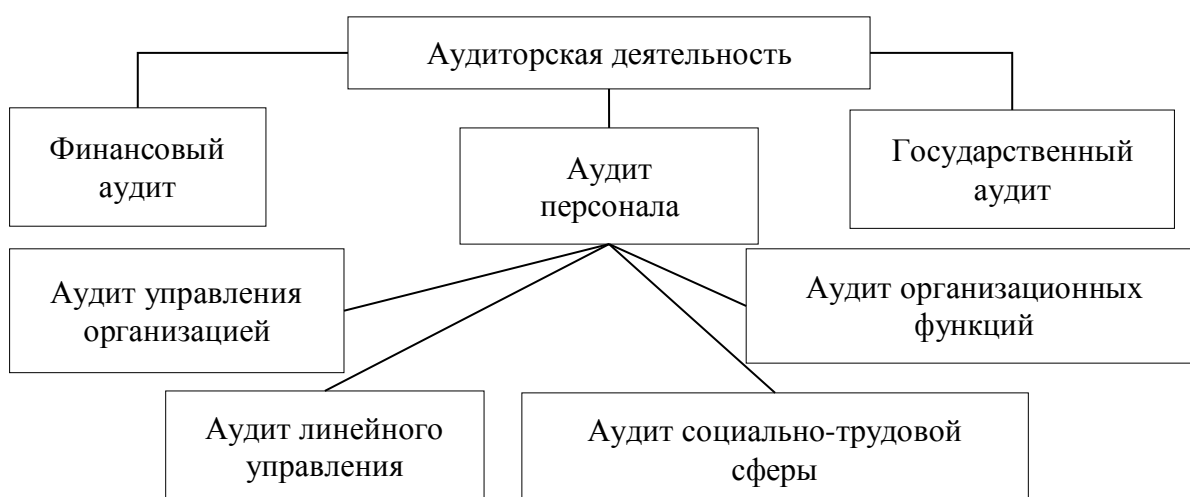 Аудиторская деятельность
Финансовый
аудит
Аудит
персонала
Государственный
аудит
Аудит управления
организацией
Аудит организационных
функций
Аудит линейного
управления
Аудит социально-трудовой
сферы